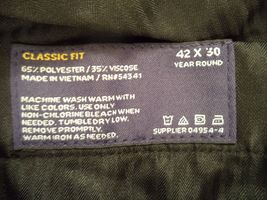 CLASSIC FIT
42 X 30
65% POLYESTER / 35% VISCOSE
YEAR ROUND
MADE IN VIETNAM / RN#54341
MACHINE WASH WARM WITH
LIKE COLORS. USE ONLY
NON-CHLORINE BLEACH WHEN
NEEDED. TUMBLE DRY LOW.
REMOVE PROMPTLY.
WARM IRON AS NEEDED.
SUPPLIER 04954-4